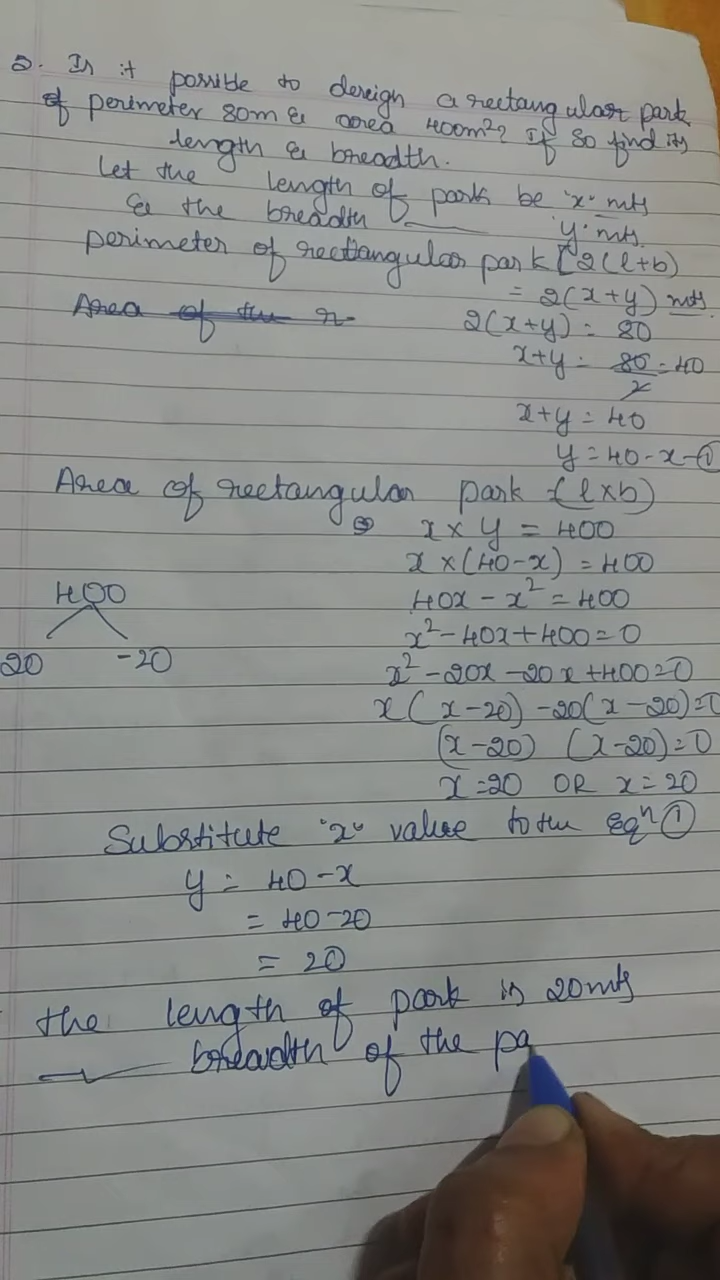 2. Is it possible to design a rectangular park
of perimeter 80m & area 400m²? If so find its
length & breadth.
Let the length of park be "x" mts
& the breadth "y" mts.
perimeter of rectangular park [2(l+b)
= 2(x+y) mts.
Area of the r
2(x+y) = 80
x+y = 80/2 = 40
x+y = 40
y = 40-x-①
Area of rectangular park = (l×b)
x × y = 400
x × (40-x) = 400
400
40x - x² = 400
x² - 40x + 400 = 0
20 -20
x² - 20x - 20x + 400 = 0
x(x-20) -20(x-20)=0
(x-20) (x-20)=0
x=20 OR x=20
Substitute "x" value to the eqn ①
y = 40-x
= 40-20
= 20
the length of park is 20mts
breadth of the pa